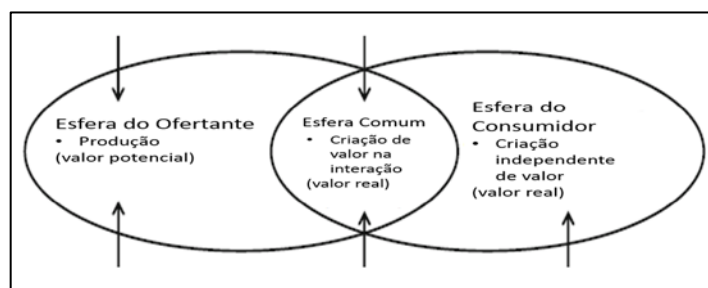 Esfera do Ofertante
• Produção
(valor potencial)
Esfera Comum
• Criação de
valor na
interação
(valor real)
Esfera do
Consumidor
• Criação
independente
de valor
(valor real)